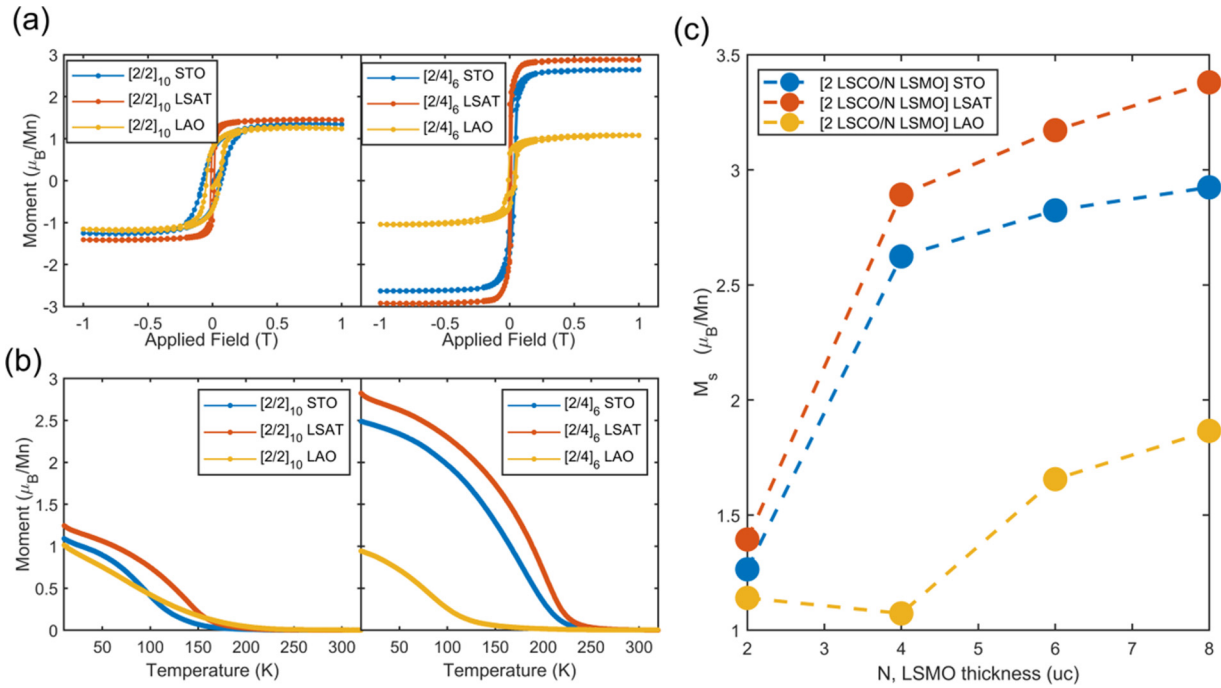 (a)
3
2
1
0
-1
-2
-3
Moment (μB/Mn)
[2/2]10 STO
[2/2]10 LSAT
[2/2]10 LAO
-1 -0.5 0 0.5 1
Applied Field (T)
[2/4]6 STO
[2/4]6 LSAT
[2/4]6 LAO
-1 -0.5 0 0.5 1
Applied Field (T)
(b)
3
2.5
2
1.5
1
0.5
0
Moment (μB/Mn)
[2/2]10 STO
[2/2]10 LSAT
[2/2]10 LAO
50 100 150 200 250 300
Temperature (K)
[2/4]6 STO
[2/4]6 LSAT
[2/4]6 LAO
50 100 150 200 250 300
Temperature (K)
(c)
3.5
3
2.5
2
1.5
1
Ms (μB/Mn)
[2 LSCO/N LSMO] STO
[2 LSCO/N LSMO] LSAT
[2 LSCO/N LSMO] LAO
2 3 4 5 6 7 8
N, LSMO thickness (uc)